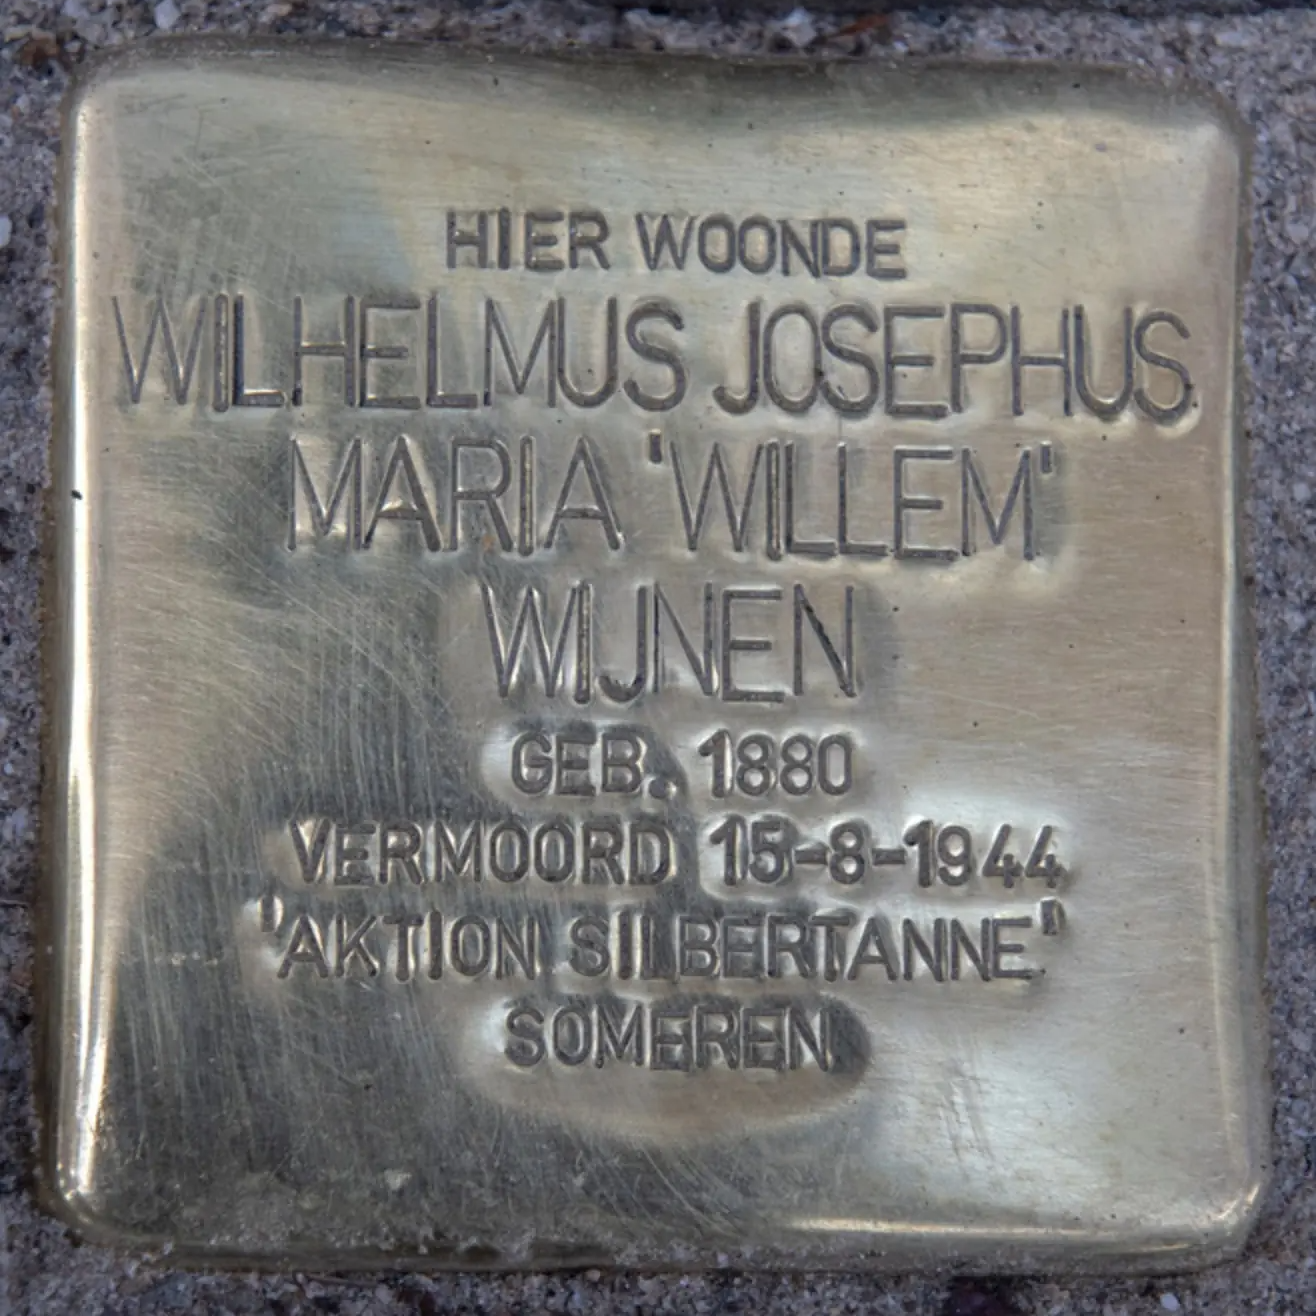 HIER WOONDE
WILHELMUS JOSEPHUS
MARIA 'WILLEM'
WIJNEN
GEB. 1880
VERMOORD 15-8-1944
'AKTION SILBERTANNE'
SOMEREN